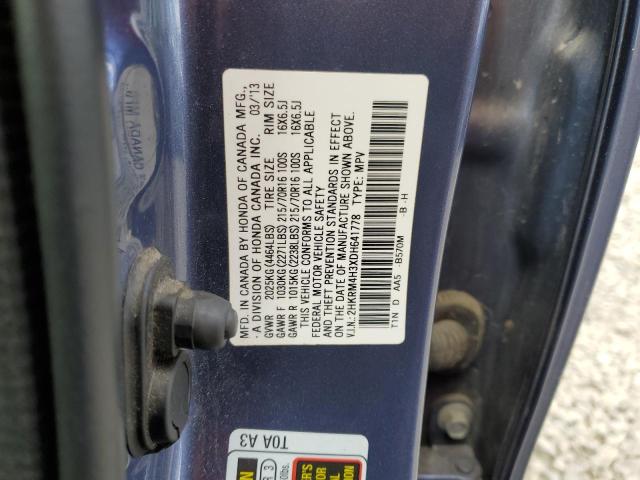 MFD. IN CANADA BY HONDA OF CANADA MFG.,
A DIVISION OF HONDA CANADA INC. 03/'13
GVWR 2025KG(4464LBS) TIRE SIZE RIM SIZE
GAWR F 1030KG(2271LBS) 215/70R16 100S 16X6.5J
GAWR R 1015KG(2238LBS) 215/70R16 100S 16X6.5J
THIS VEHICLE CONFORMS TO ALL APPLICABLE
FEDERAL MOTOR VEHICLE SAFETY
AND THEFT PREVENTION STANDARDS IN EFFECT
ON THE DATE OF MANUFACTURE SHOWN ABOVE.
V.I.N.: 2HKRM4H3XDH641778 TYPE: MPV
T1N D AA5 -B570M -B-H
T0A A3